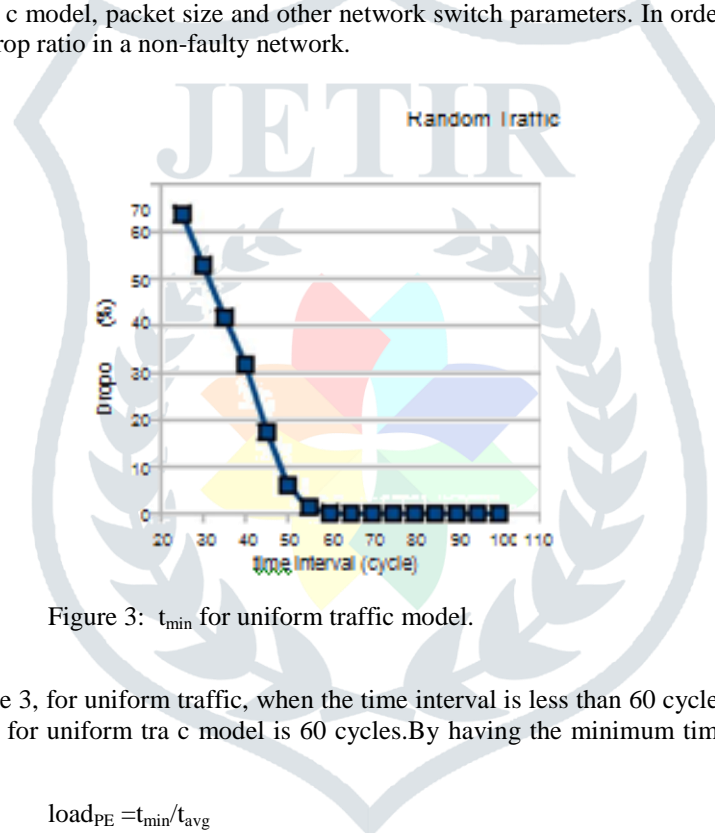 c model, packet size and other network switch parameters. In orde
rop ratio in a non-faulty network.
JETIR
Random Traffic
70
60
50
40
30
20
10
0
Dropo (%)
20 30 40 50 60 70 80 90 100 110
time interval (cycle)
Figure 3: tmin for uniform traffic model.
e 3, for uniform traffic, when the time interval is less than 60 cycle
for uniform tra c model is 60 cycles.By having the minimum tim
loadPE =tmin/tavg